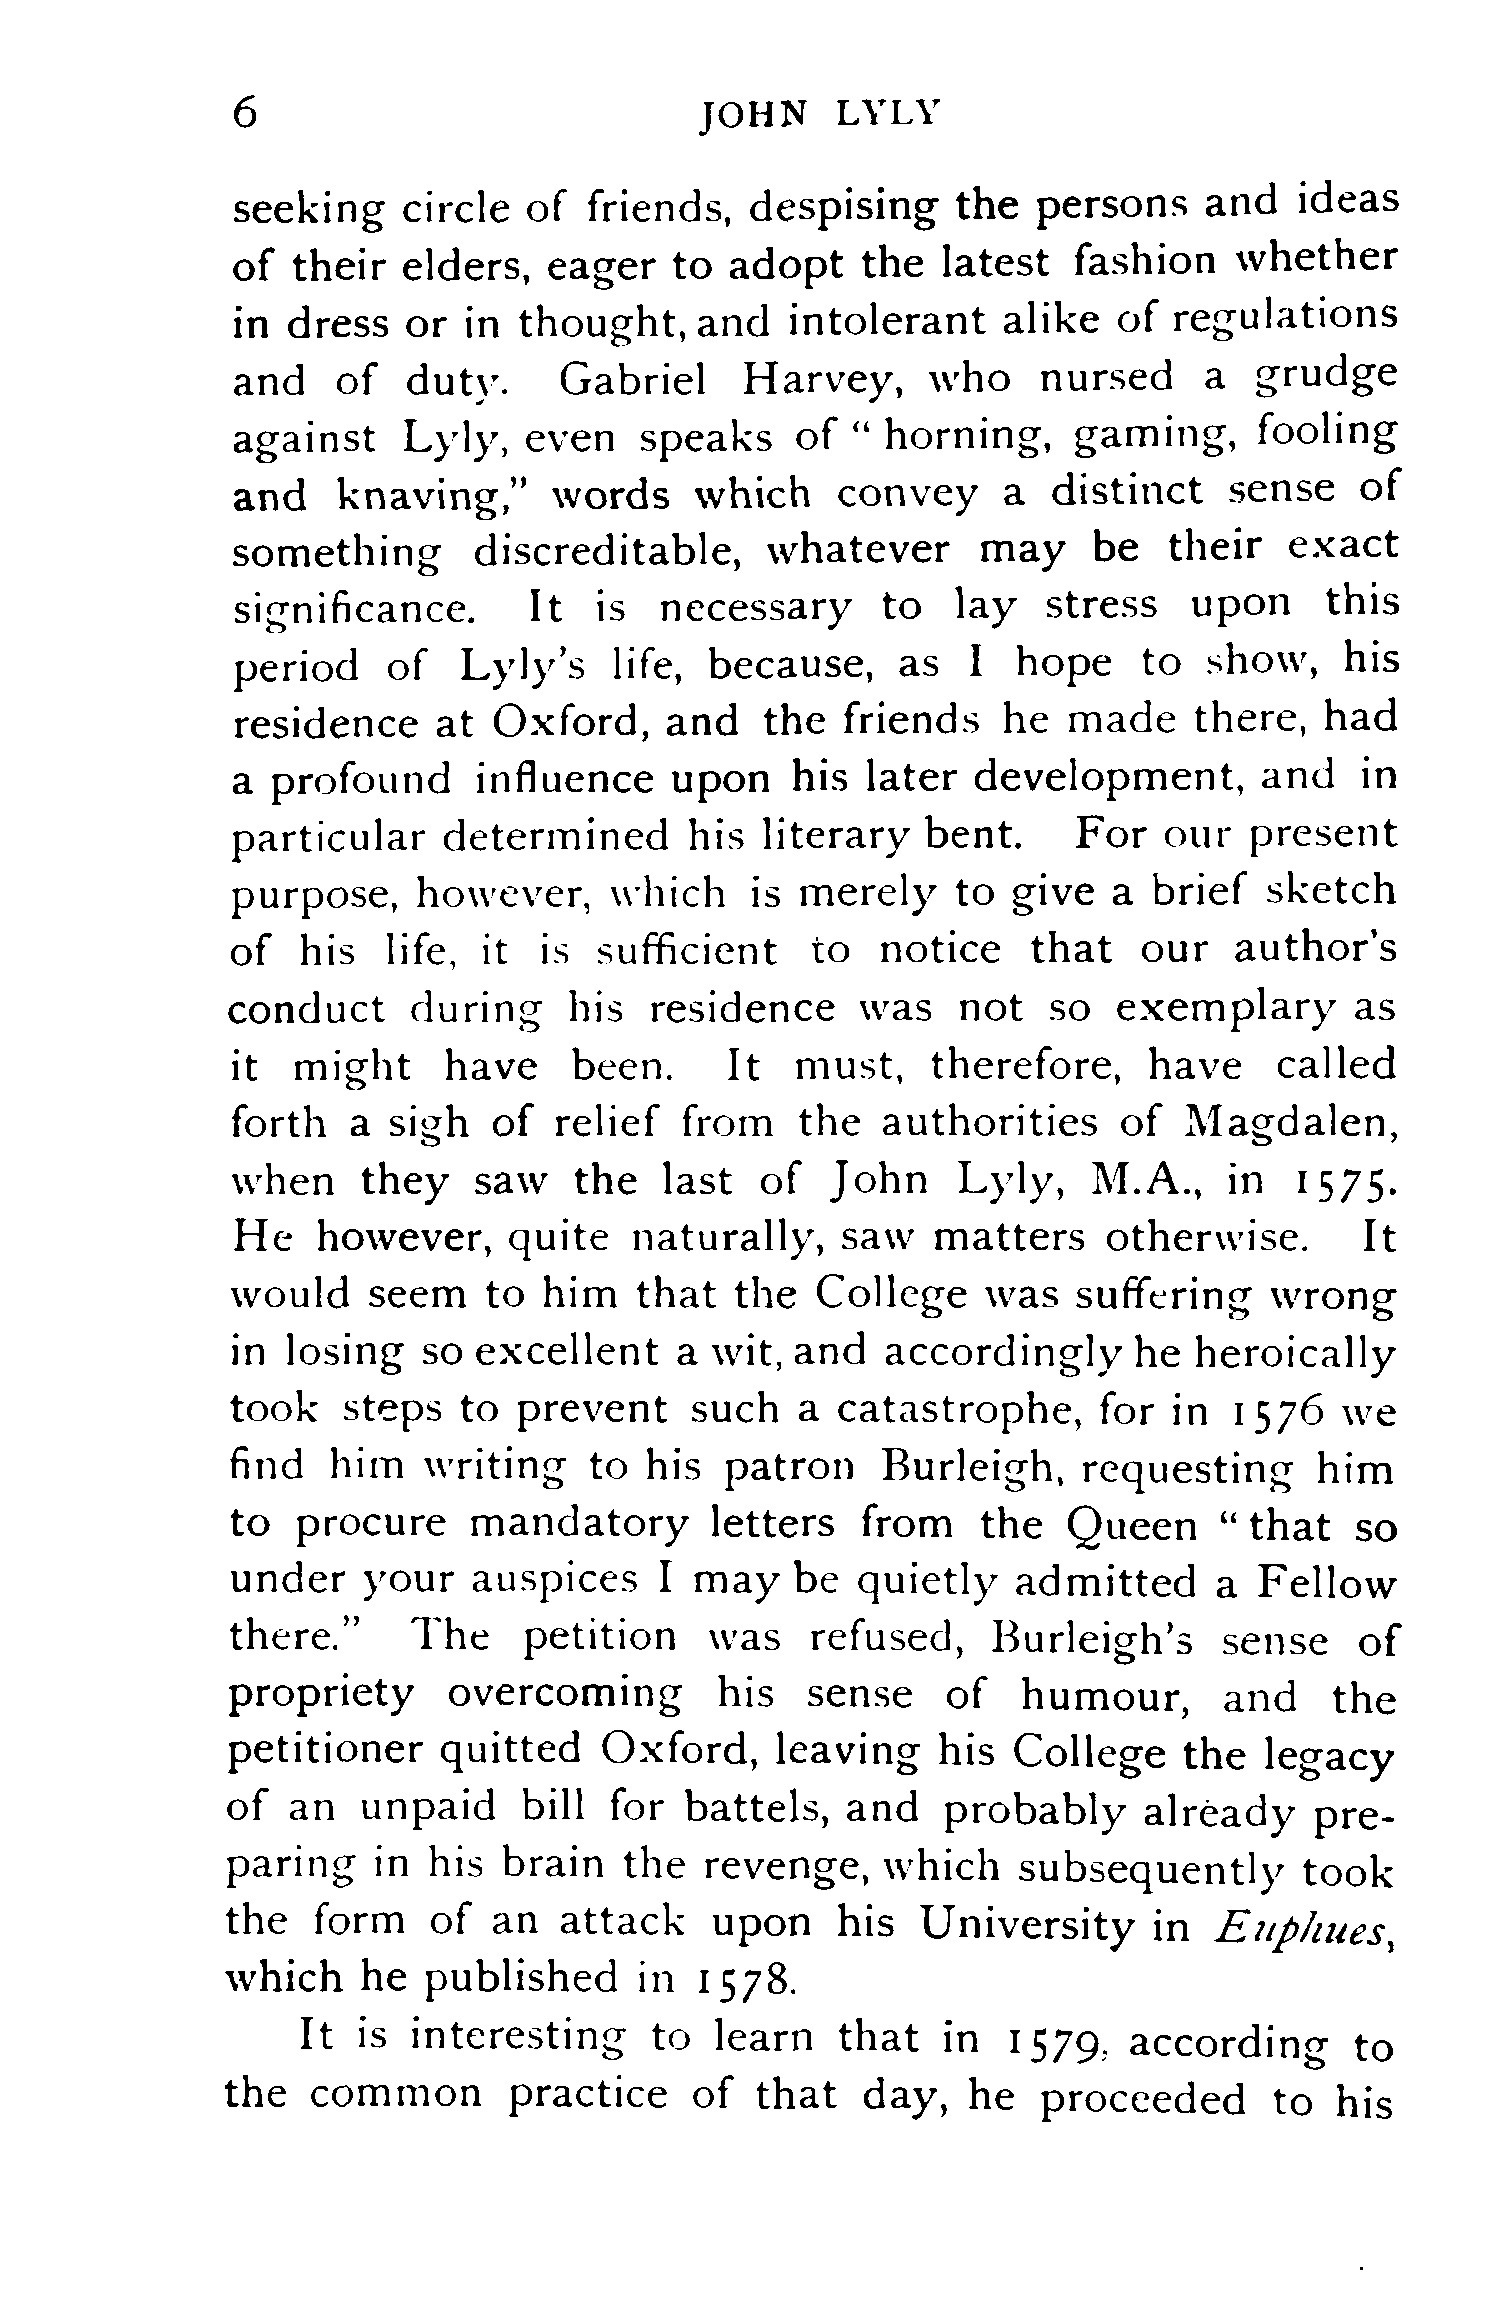 6 JOHN LYLY
seeking circle of friends, despising the persons and ideas
of their elders, eager to adopt the latest fashion whether
in dress or in thought, and intolerant alike of regulations
and of duty. Gabriel Harvey, who nursed a grudge
against Lyly, even speaks of “ horning, gaming, fooling
and knaving,” words which convey a distinct sense of
something discreditable, whatever may be their exact
significance. It is necessary to lay stress upon this
period of Lyly’s life, because, as I hope to show, his
residence at Oxford, and the friends he made there, had
a profound influence upon his later development, and in
particular determined his literary bent. For our present
purpose, however, which is merely to give a brief sketch
of his life, it is sufficient to notice that our author’s
conduct during his residence was not so exemplary as
it might have been. It must, therefore, have called
forth a sigh of relief from the authorities of Magdalen,
when they saw the last of John Lyly, M.A., in 1575.
He however, quite naturally, saw matters otherwise. It
would seem to him that the College was suffering wrong
in losing so excellent a wit, and accordingly he heroically
took steps to prevent such a catastrophe, for in 1576 we
find him writing to his patron Burleigh, requesting him
to procure mandatory letters from the Queen “ that so
under your auspices I may be quietly admitted a Fellow
there.” The petition was refused, Burleigh’s sense of
propriety overcoming his sense of humour, and the
petitioner quitted Oxford, leaving his College the legacy
of an unpaid bill for battels, and probably already pre-
paring in his brain the revenge, which subsequently took
the form of an attack upon his University in Euphues,
which he published in 1578.
It is interesting to learn that in 1579, according to
the common practice of that day, he proceeded to his